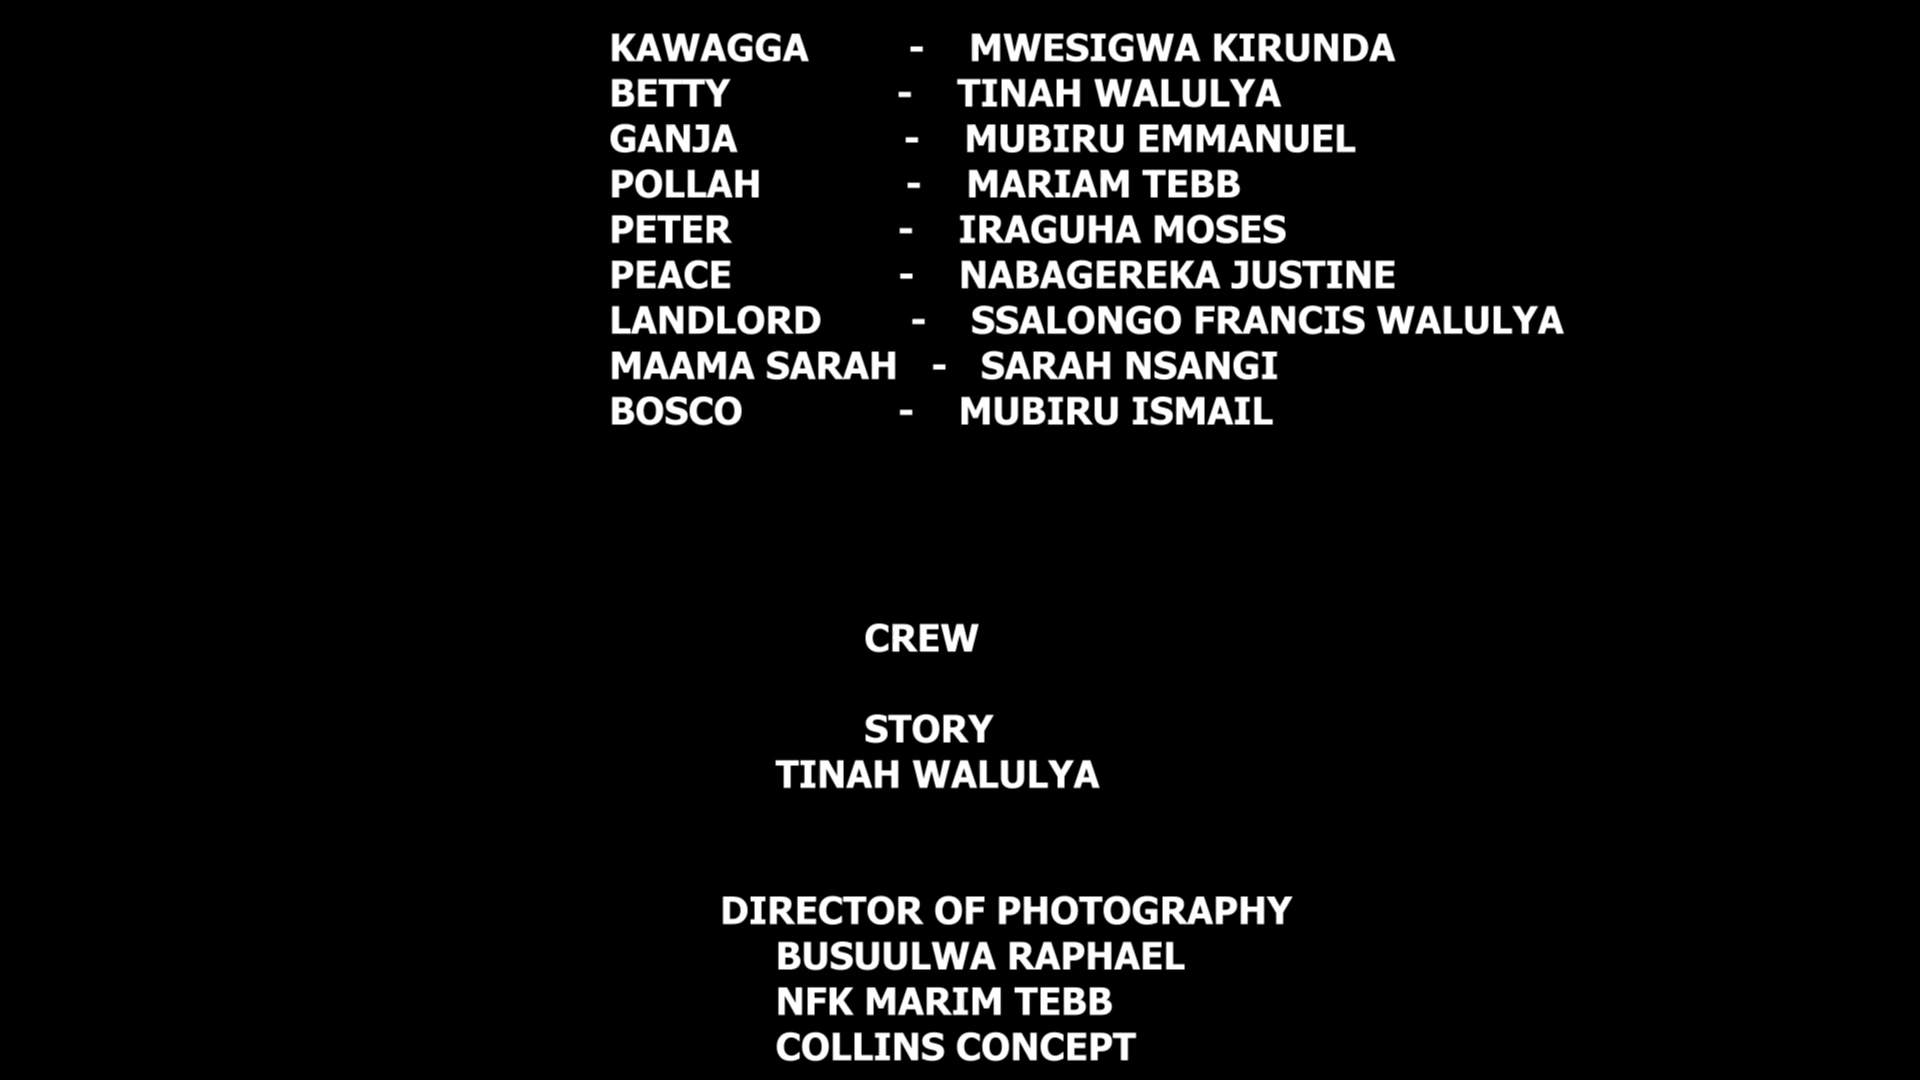 KAWAGGA - MWESIGWA KIRUNDA
BETTY - TINAH WALULYA
GANJA - MUBIRU EMMANUEL
POLLAH - MARIAM TEBB
PETER - IRAGUHA MOSES
PEACE - NABAGEREKA JUSTINE
LANDLORD - SSALONGO FRANCIS WALULYA
MAAMA SARAH - SARAH NSANGI
BOSCO - MUBIRU ISMAIL
CREW
STORY
TINAH WALULYA
DIRECTOR OF PHOTOGRAPHY
BUSUULWA RAPHAEL
NFK MARIM TEBB
COLLINS CONCEPT